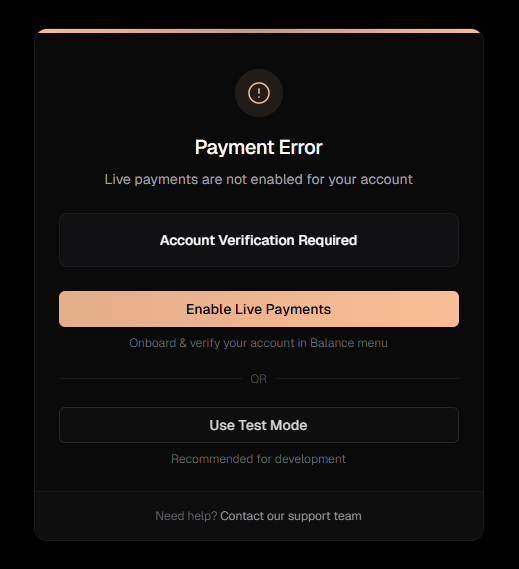 Payment Error
Live payments are not enabled for your account
Account Verification Required
Enable Live Payments
Onboard & verify your account in Balance menu
OR
Use Test Mode
Recommended for development
Need help? Contact our support team